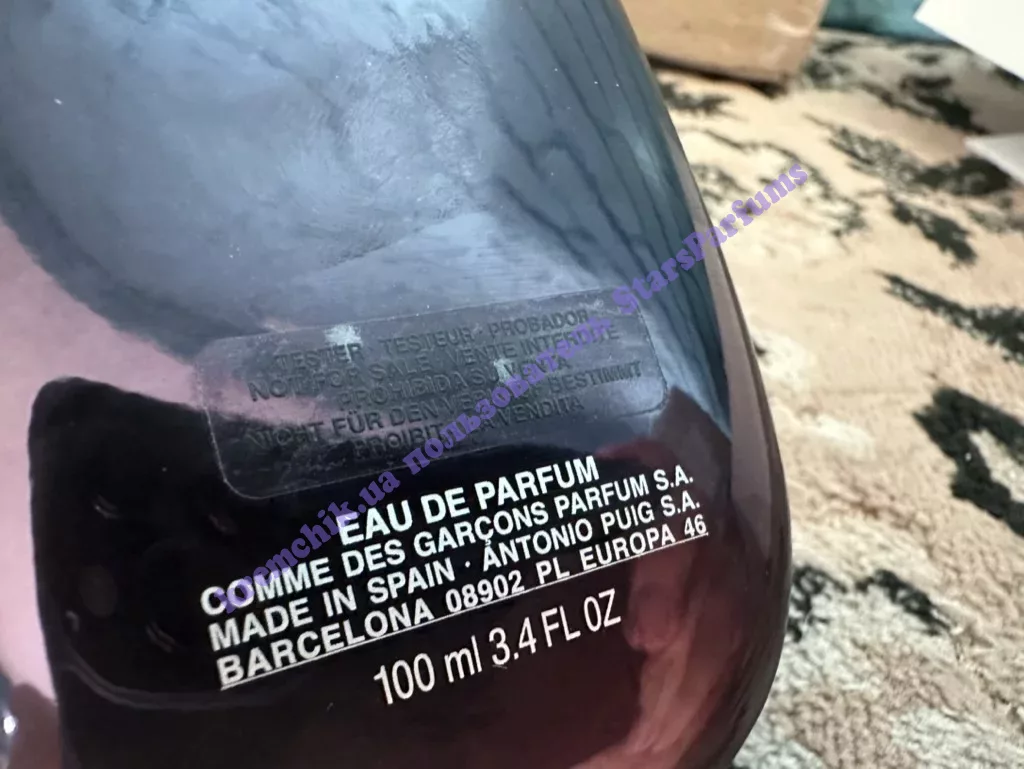 TESTER · TESTEUR · PROBADOR
NOT FOR SALE · VENTE INTERDITE
PROHIBIDA SU VENTA
NICHT FÜR DEN BESTIMMT
VENDITA
EAU DE PARFUM
COMME DES GARÇONS PARFUM S.A.
MADE IN SPAIN · ANTONIO PUIG S.A.
BARCELONA 08902 PL EUROPA 46
100 ml 3.4 FL OZ
пользователь StarsParfums